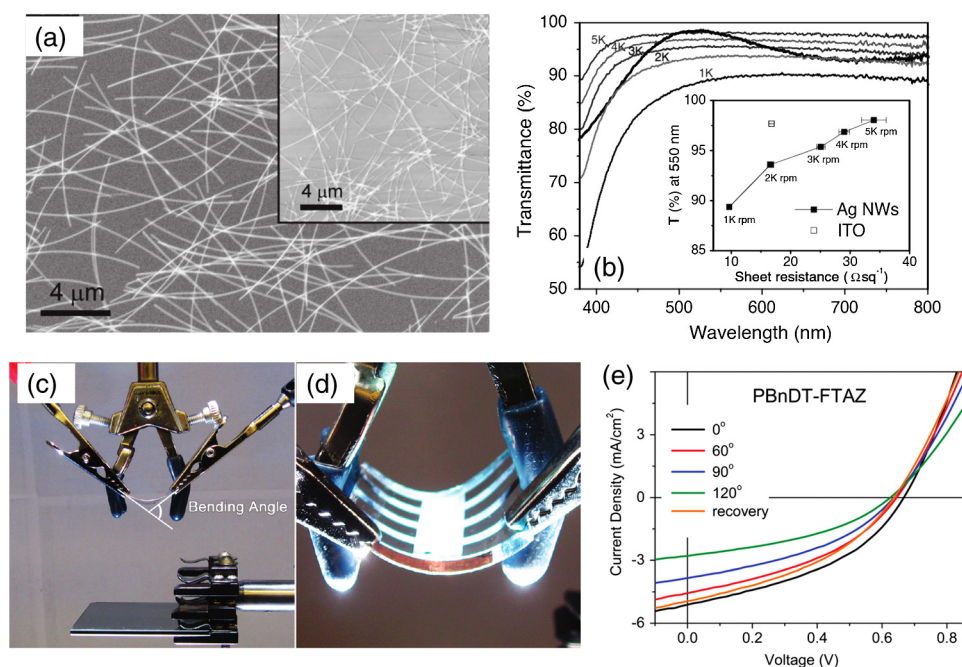 (a)
4 μm
4 μm
(b)
Transmittance (%)
100
90
80
70
60
50
400
500
600
700
800
Wavelength (nm)
5K
4K
3K
2K
1K
T (%) at 550 nm
100
95
90
85
10
20
30
40
Sheet resistance ( Ωsq⁻¹)
1K rpm
2K rpm
3K rpm
4K rpm
5K rpm
Ag NWs
ITO
(c)
Bending Angle
(d)
(e)
PBnDT-FTAZ
0°
60°
90°
120°
recovery
Current Density (mA/cm²)
3
0
-3
-6
0.0
0.2
0.4
0.6
0.8
Voltage (V)